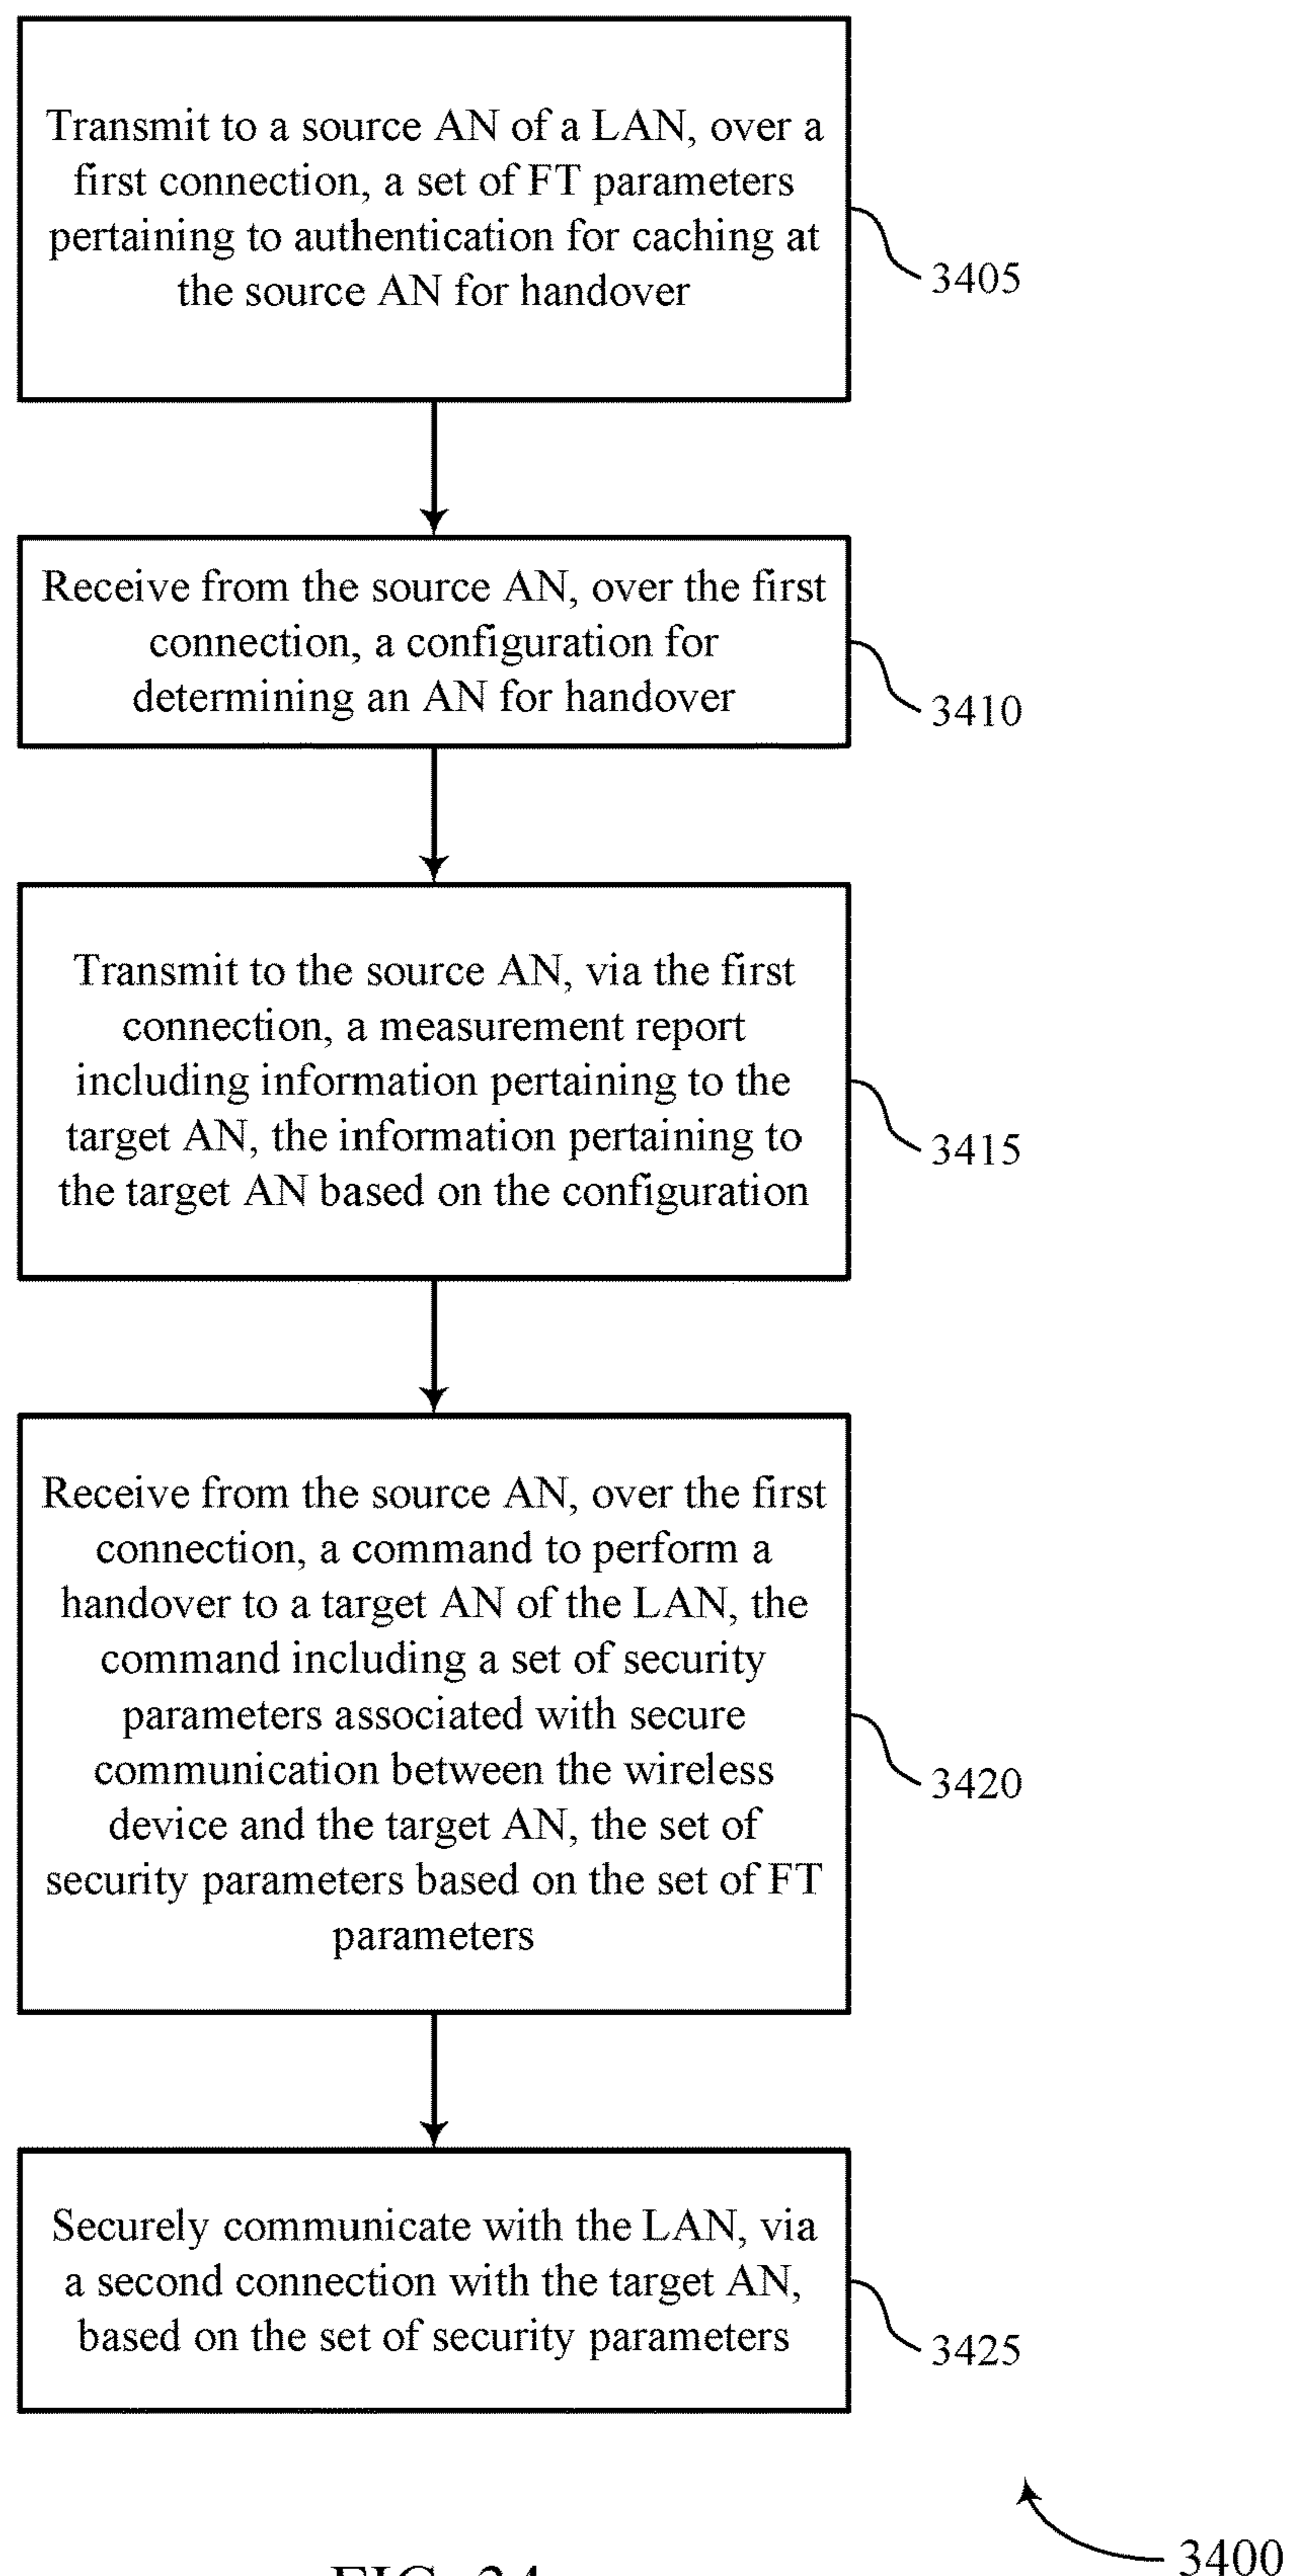 Transmit to a source AN of a LAN, over a
first connection, a set of FT parameters
pertaining to authentication for caching at
the source AN for handover
3405
Receive from the source AN, over the first
connection, a configuration for
determining an AN for handover
3410
Transmit to the source AN, via the first
connection, a measurement report
including information pertaining to the
target AN, the information pertaining to
the target AN based on the configuration
3415
Receive from the source AN, over the first
connection, a command to perform a
handover to a target AN of the LAN, the
command including a set of security
parameters associated with secure
communication between the wireless
device and the target AN, the set of
security parameters based on the set of FT
parameters
3420
Securely communicate with the LAN, via
a second connection with the target AN,
based on the set of security parameters
3425
3400
FIG. 34